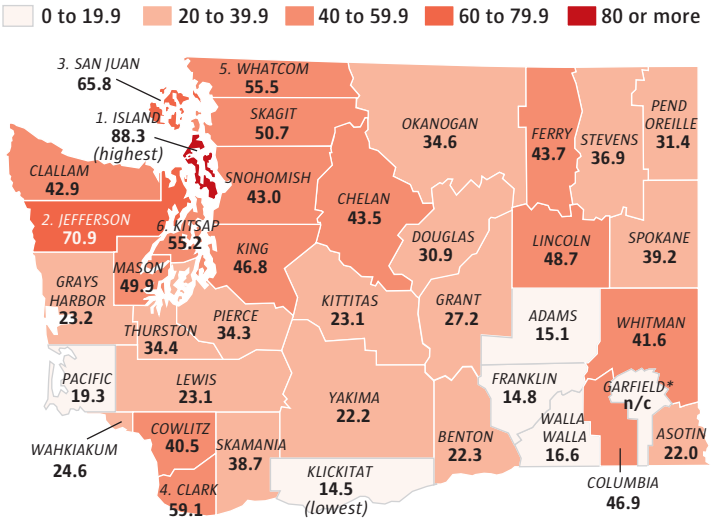 0 to 19.9
20 to 39.9
40 to 59.9
60 to 79.9
80 or more
3. SAN JUAN
65.8
5. WHATCOM
55.5
1. ISLAND
88.3
(highest)
SKAGIT
50.7
OKANOGAN
34.6
FERRY
43.7
STEVENS
36.9
PEND
OREILLE
31.4
CLALLAM
42.9
SNOHOMISH
43.0
CHELAN
43.5
2. JEFFERSON
70.9
6. KITSAP
55.2
DOUGLAS
30.9
LINCOLN
48.7
SPOKANE
39.2
KING
46.8
MASON
49.9
GRAYS
HARBOR
23.2
KITTITAS
23.1
GRANT
27.2
ADAMS
15.1
WHITMAN
41.6
THURSTON
34.4
PIERCE
34.3
PACIFIC
19.3
LEWIS
23.1
YAKIMA
22.2
FRANKLIN
14.8
GARFIELD*
n/c
WAHKIAKUM
24.6
COWLITZ
40.5
SKAMANIA
38.7
BENTON
22.3
WALLA
WALLA
16.6
ASOTIN
22.0
KLICKITAT
14.5
(lowest)
4. CLARK
59.1
COLUMBIA
46.9